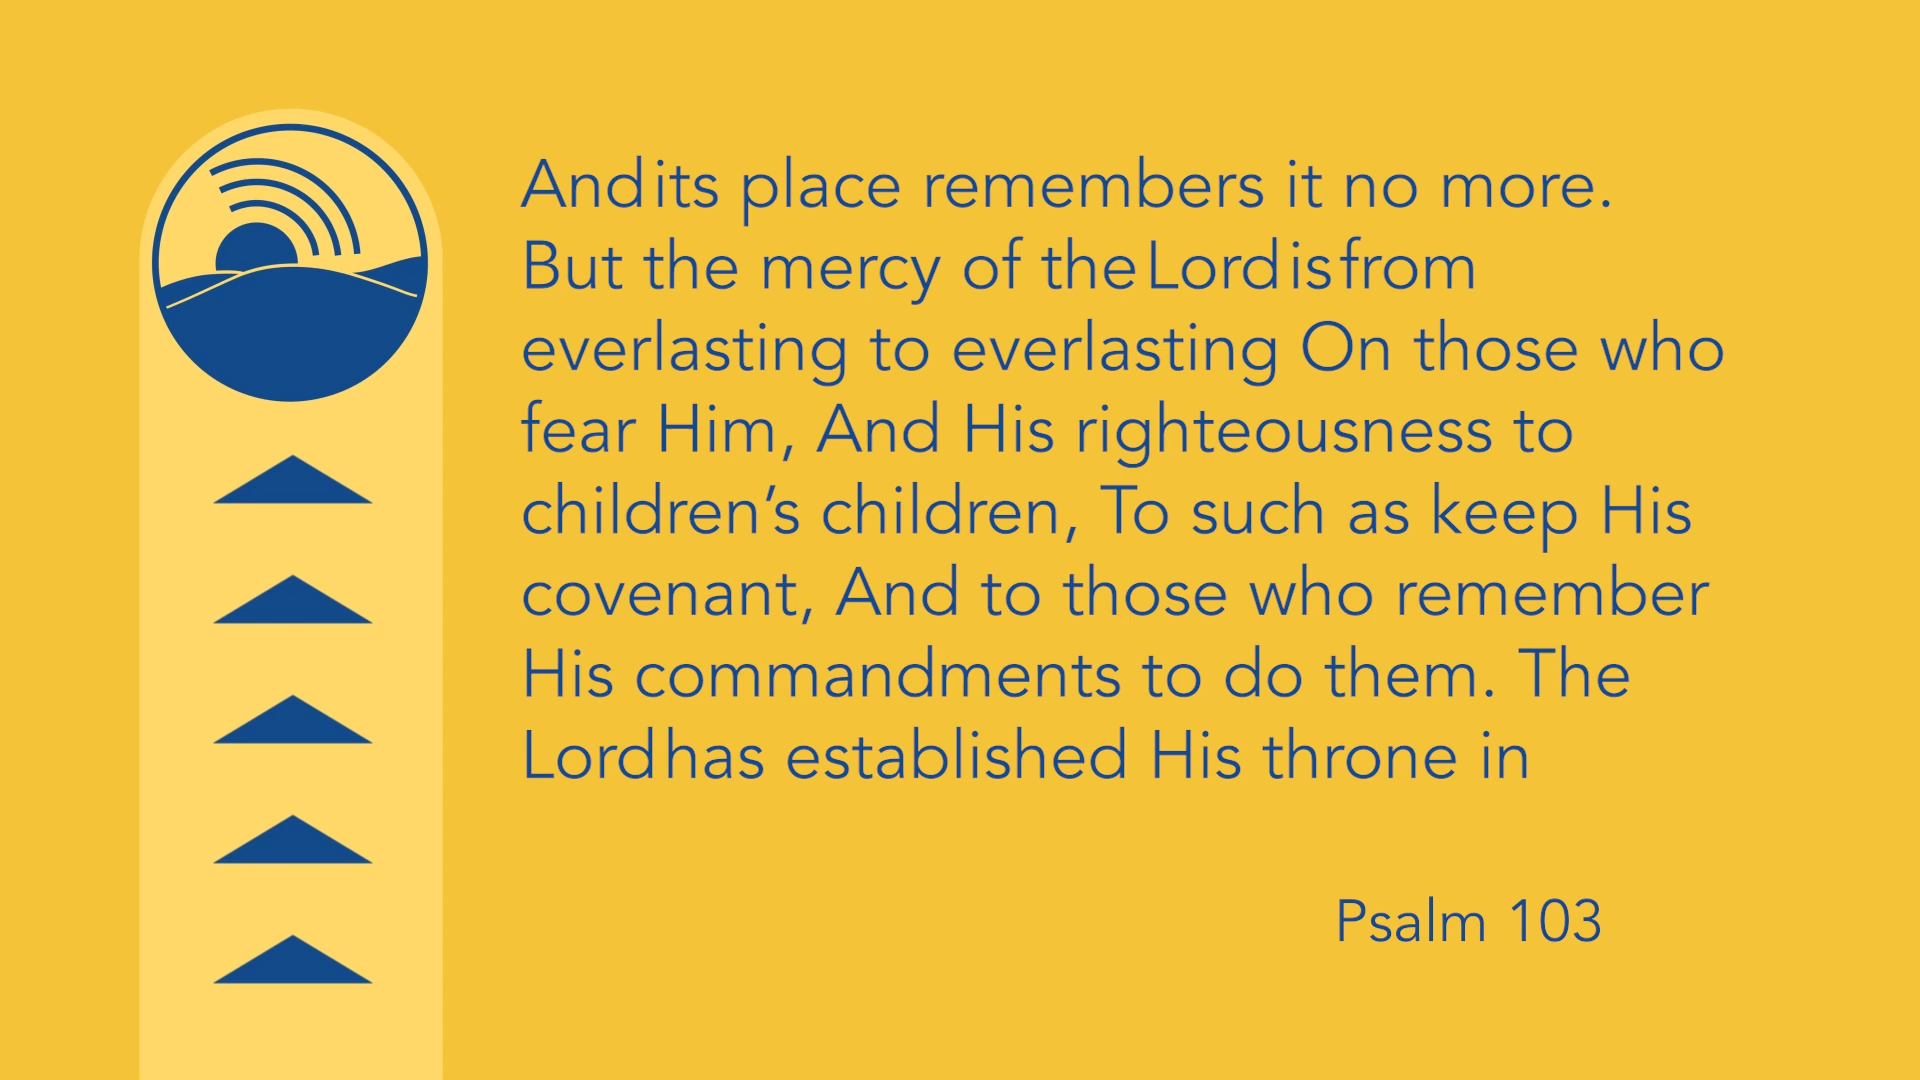 And its place remembers it no more.
But the mercy of the Lord is from
everlasting to everlasting On those who
fear Him, And His righteousness to
children’s children, To such as keep His
covenant, And to those who remember
His commandments to do them. The
Lord has established His throne in
Psalm 103